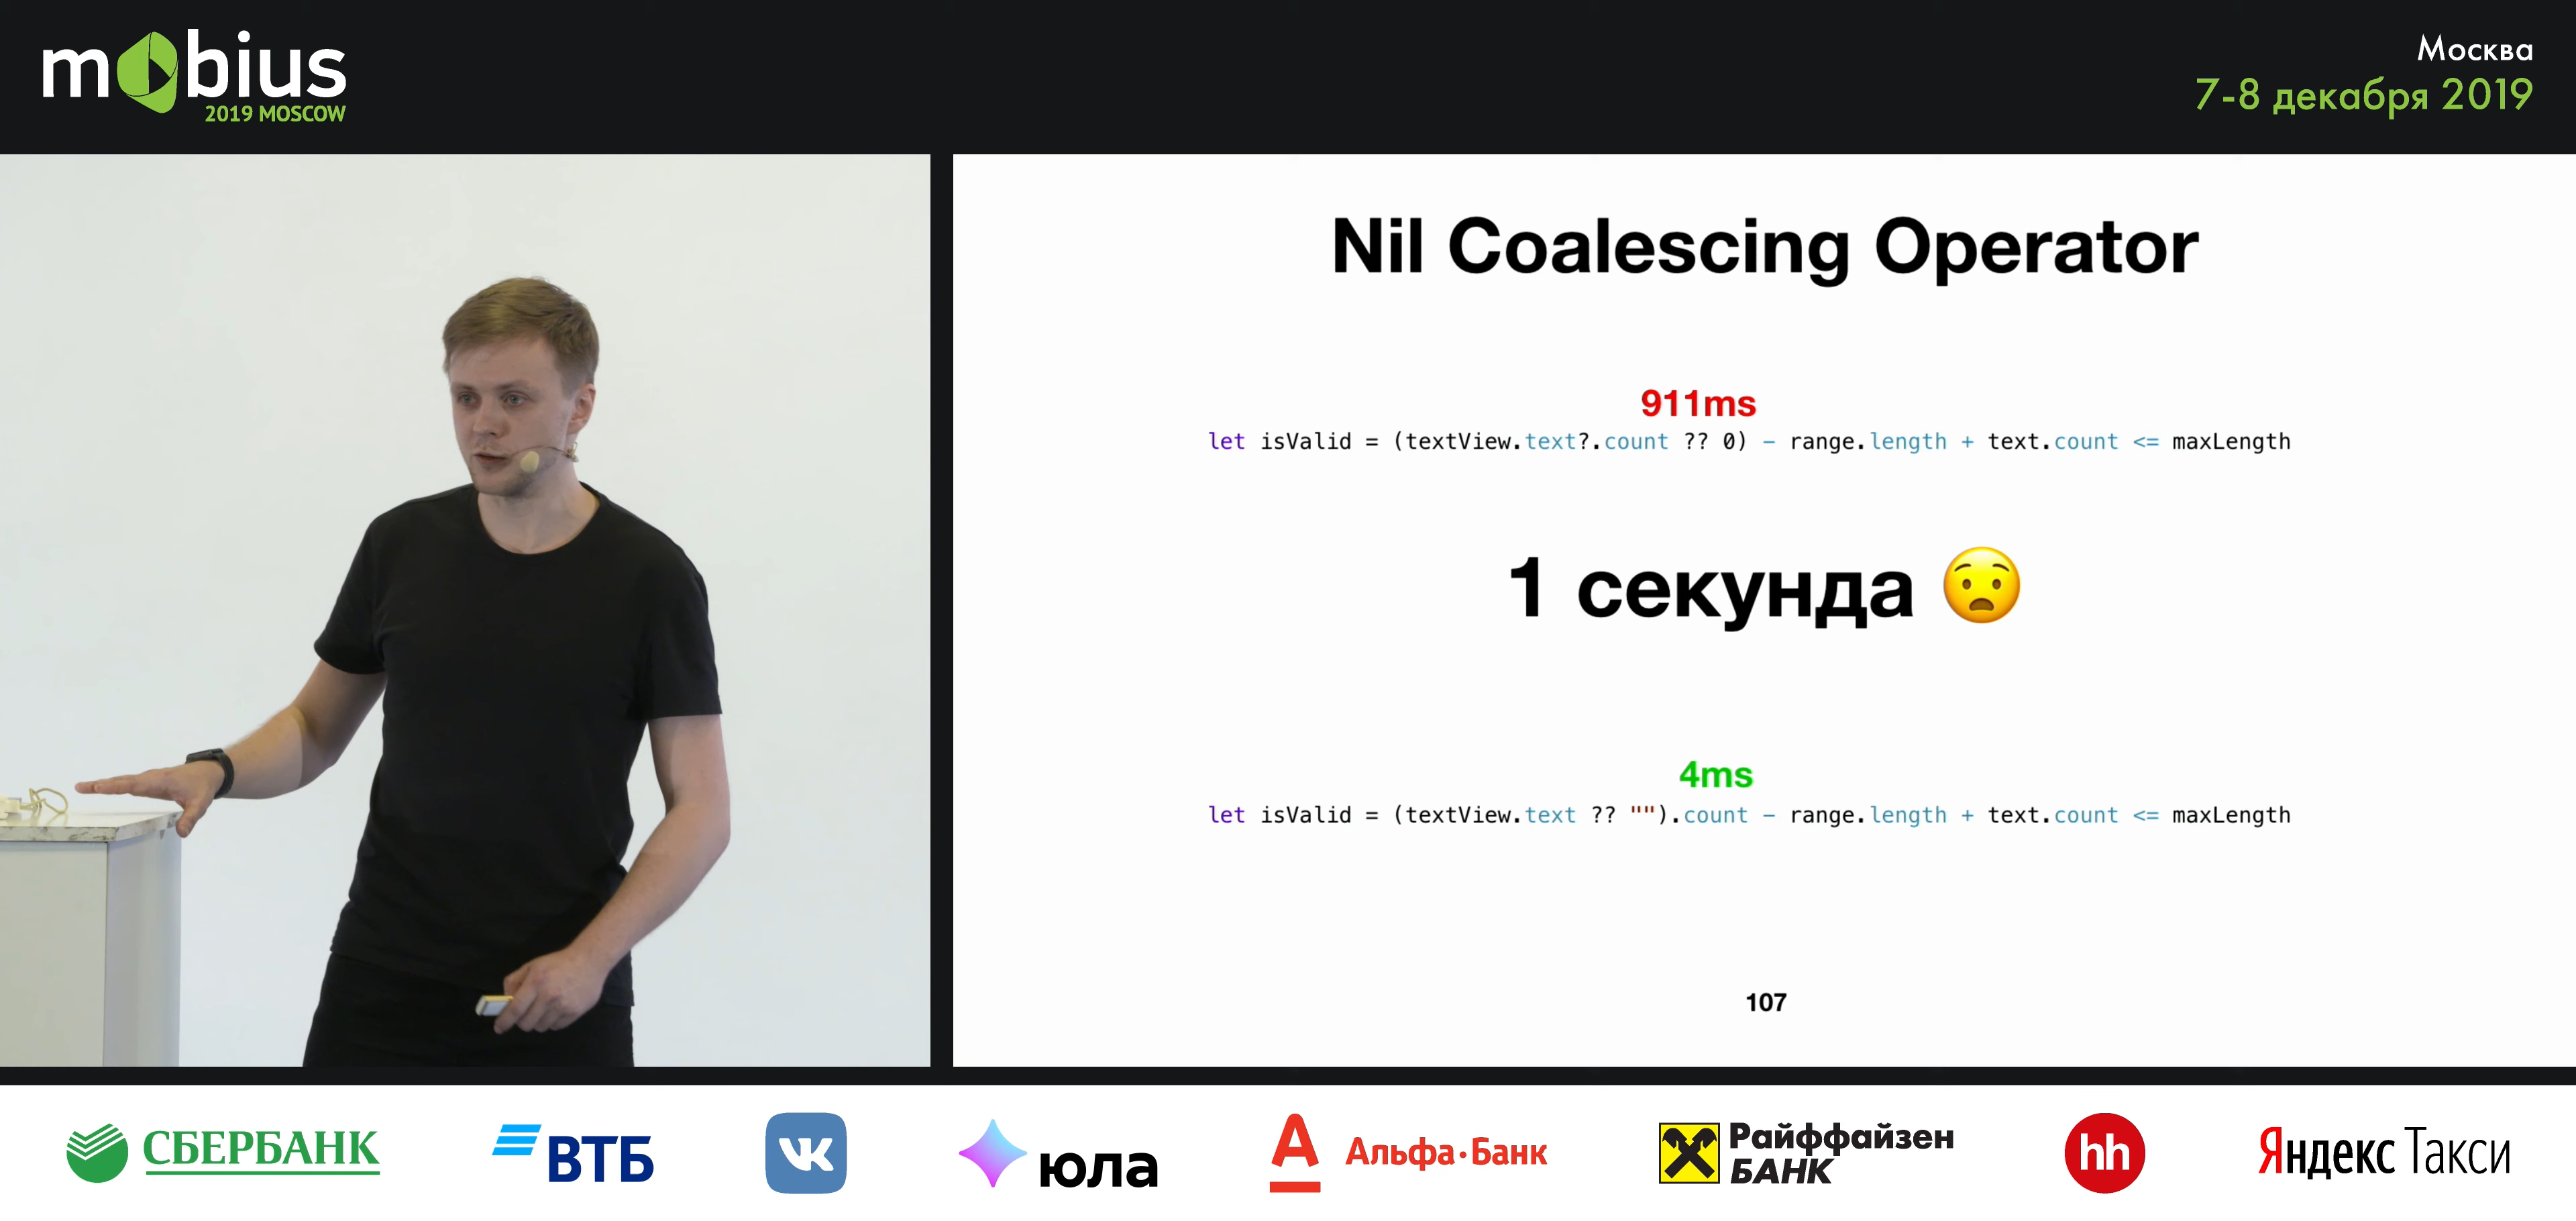 mobius
2019 MOSCOW
Москва
7-8 декабря 2019
Nil Coalescing Operator
911ms
let isValid = (textView.text?.count ?? 0) - range.length + text.count <= maxLength
1 секунда 😧
4ms
let isValid = (textView.text ?? "").count - range.length + text.count <= maxLength
107
СБЕРБАНК
ВТБ
VK
юла
А
Альфа·Банк
Райффайзен
БАНК
hh
Яндекс Такси